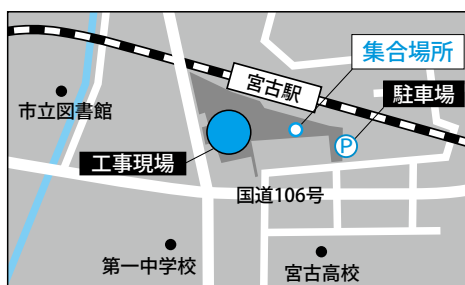 集合場所
宮古駅
駐車場
市立図書館
P
工事現場
国道106号
第一中学校
宮古高校